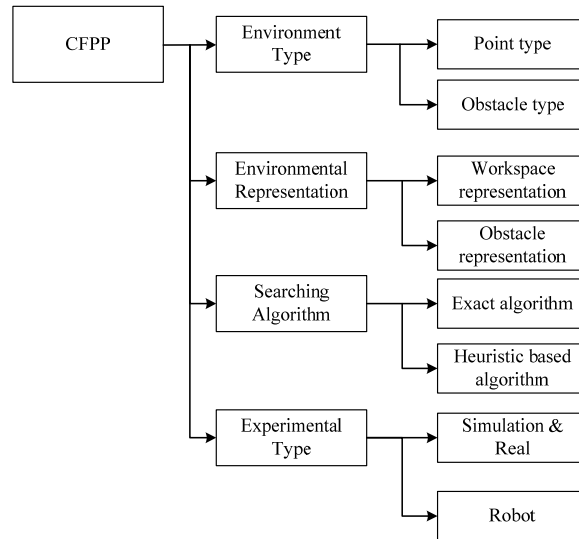 CFPP
Environment
Type
Point type
Obstacle type
Environmental
Representation
Workspace
representation
Obstacle
representation
Searching
Algorithm
Exact algorithm
Heuristic based
algorithm
Experimental
Type
Simulation &
Real
Robot